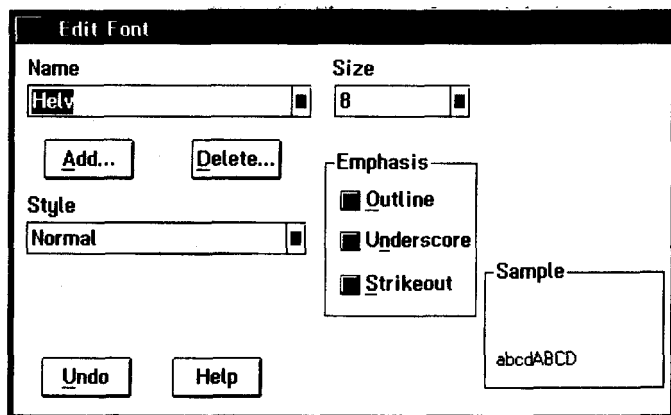 Edit Font
Name
Size
Helv
8
Add...
Delete...
Emphasis
Outline
Style
Normal
Underscore
Strikeout
Sample
abcdABCD
Undo
Help